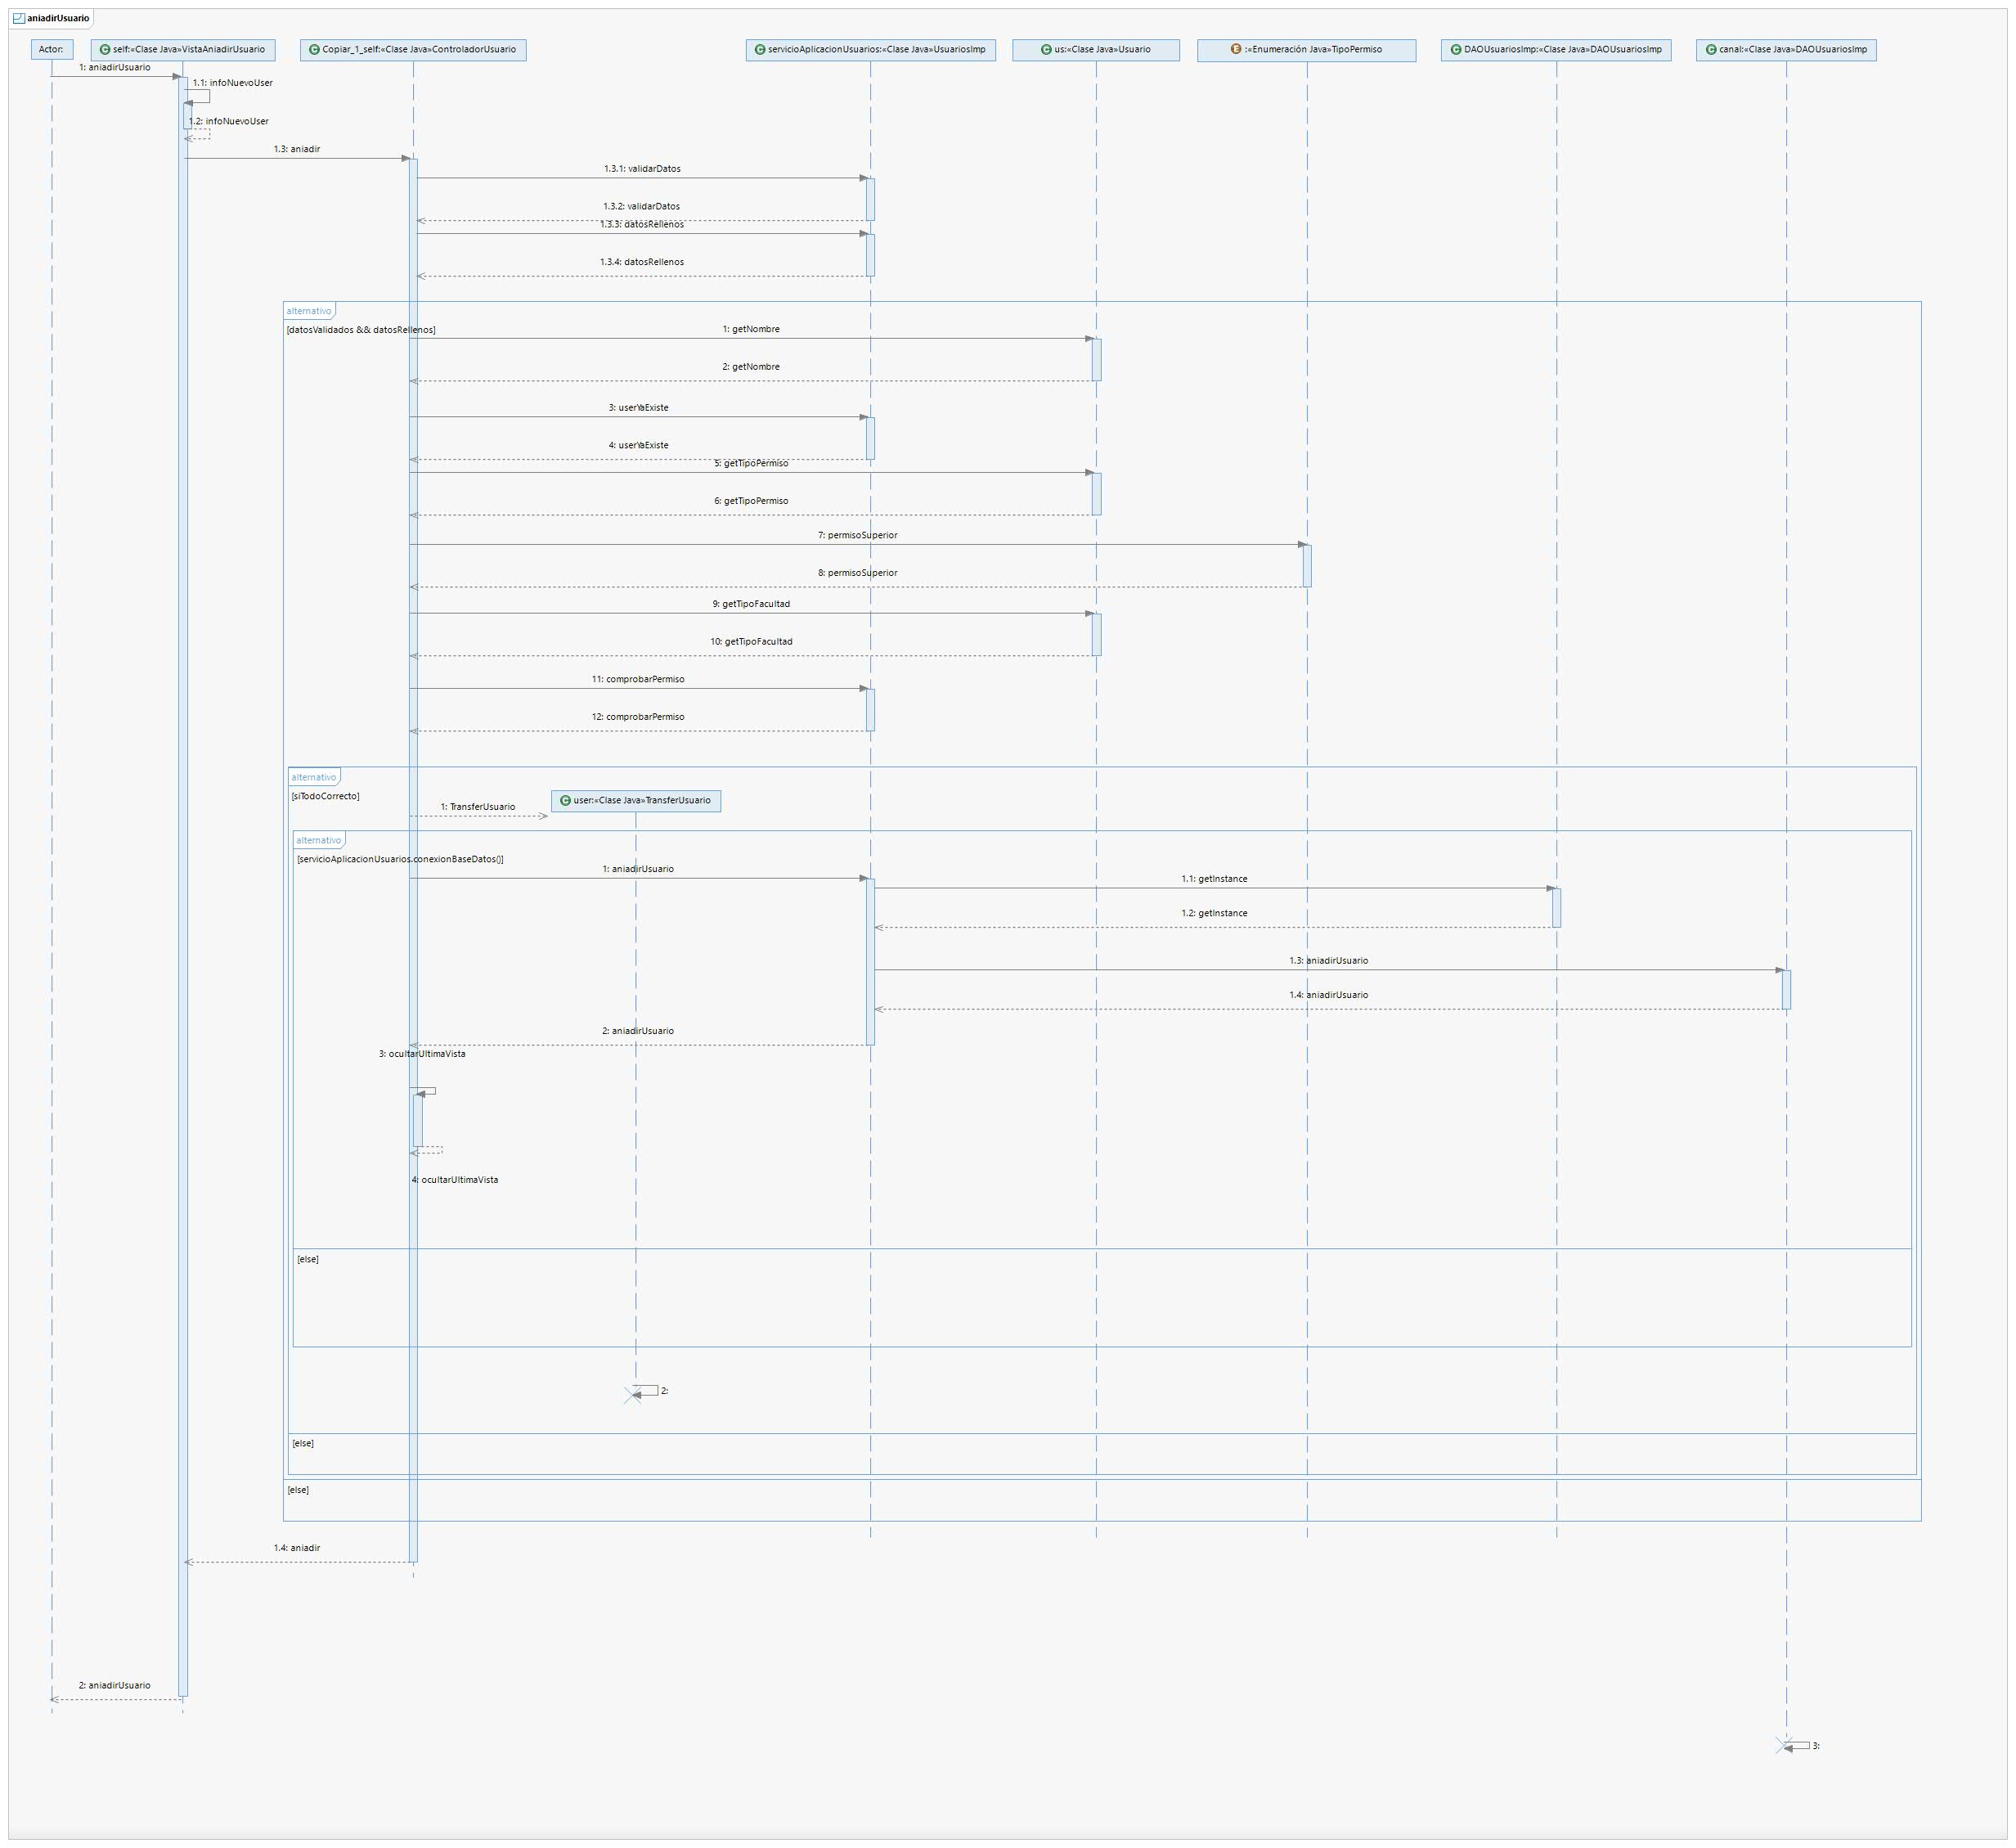 aniadirUsuario
Actor:
self:«Clase Java»VistaAniadirUsuario
Copiar_1_self:«Clase Java»ControladorUsuario
servicioAplicacionUsuarios:«Clase Java»UsuariosImp
us:«Clase Java»Usuario
:«Enumeración Java»TipoPermiso
DAOUsuariosImp:«Clase Java»DAOUsuariosImp
canal:«Clase Java»DAOUsuariosImp
1: aniadirUsuario
1.1: infoNuevoUser
1.2: infoNuevoUser
1.3: aniadir
1.3.1: validarDatos
1.3.2: validarDatos
1.3.3: datosRellenos
1.3.4: datosRellenos
alternativo
[datosValidados && datosRellenos]
1: getNombre
2: getNombre
3: userYaExiste
4: userYaExiste
5: getTipoPermiso
6: getTipoPermiso
7: permisoSuperior
8: permisoSuperior
9: getTipoFacultad
10: getTipoFacultad
11: comprobarPermiso
12: comprobarPermiso
alternativo
[siTodoCorrecto]
1: TransferUsuario
user:«Clase Java»TransferUsuario
alternativo
[servicioAplicacionUsuarios.conexionBaseDatos()]
1: aniadirUsuario
1.1: getInstance
1.2: getInstance
1.3: aniadirUsuario
1.4: aniadirUsuario
2: aniadirUsuario
3: ocultarUltimaVista
4: ocultarUltimaVista
[else]
2:
[else]
[else]
1.4: aniadir
2: aniadirUsuario
3: